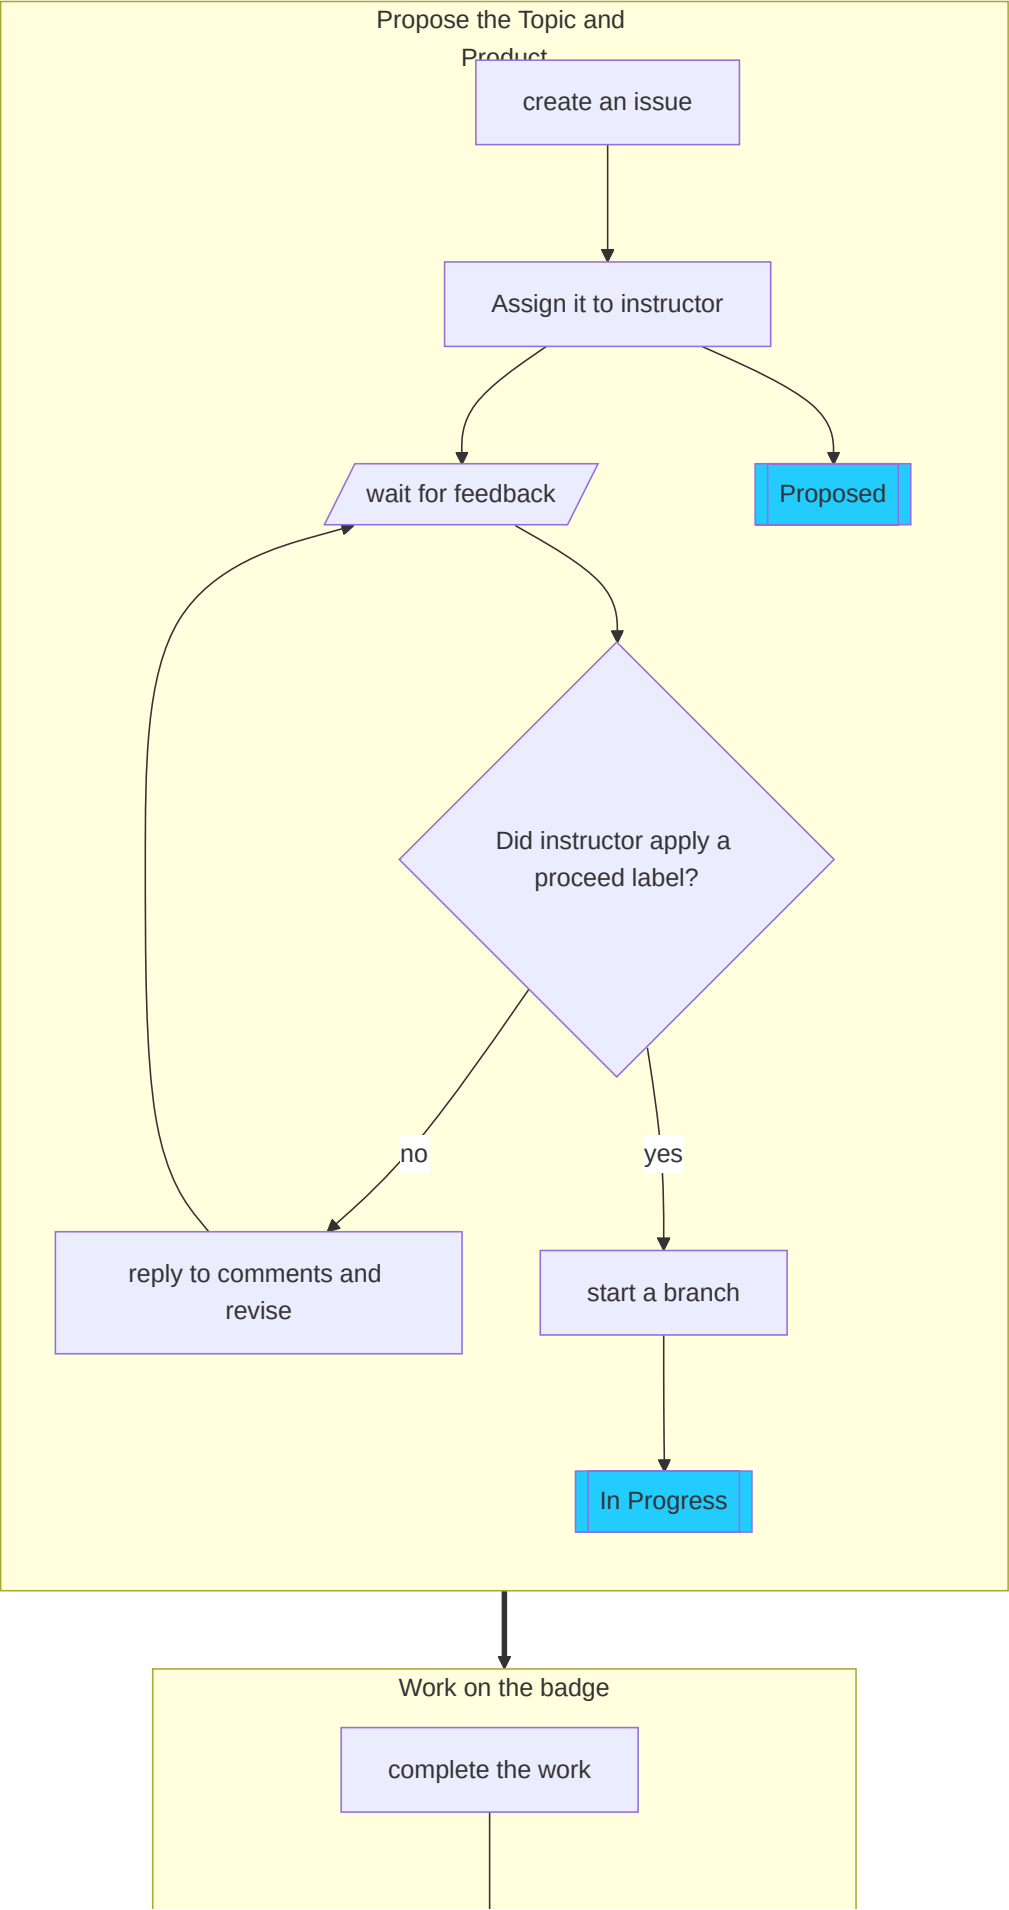 Propose the Topic and
Product
create an issue
Assign it to instructor
wait for feedback
Proposed
Did instructor apply a
proceed label?
no
yes
reply to comments and
revise
start a branch
In Progress
Work on the badge
complete the work